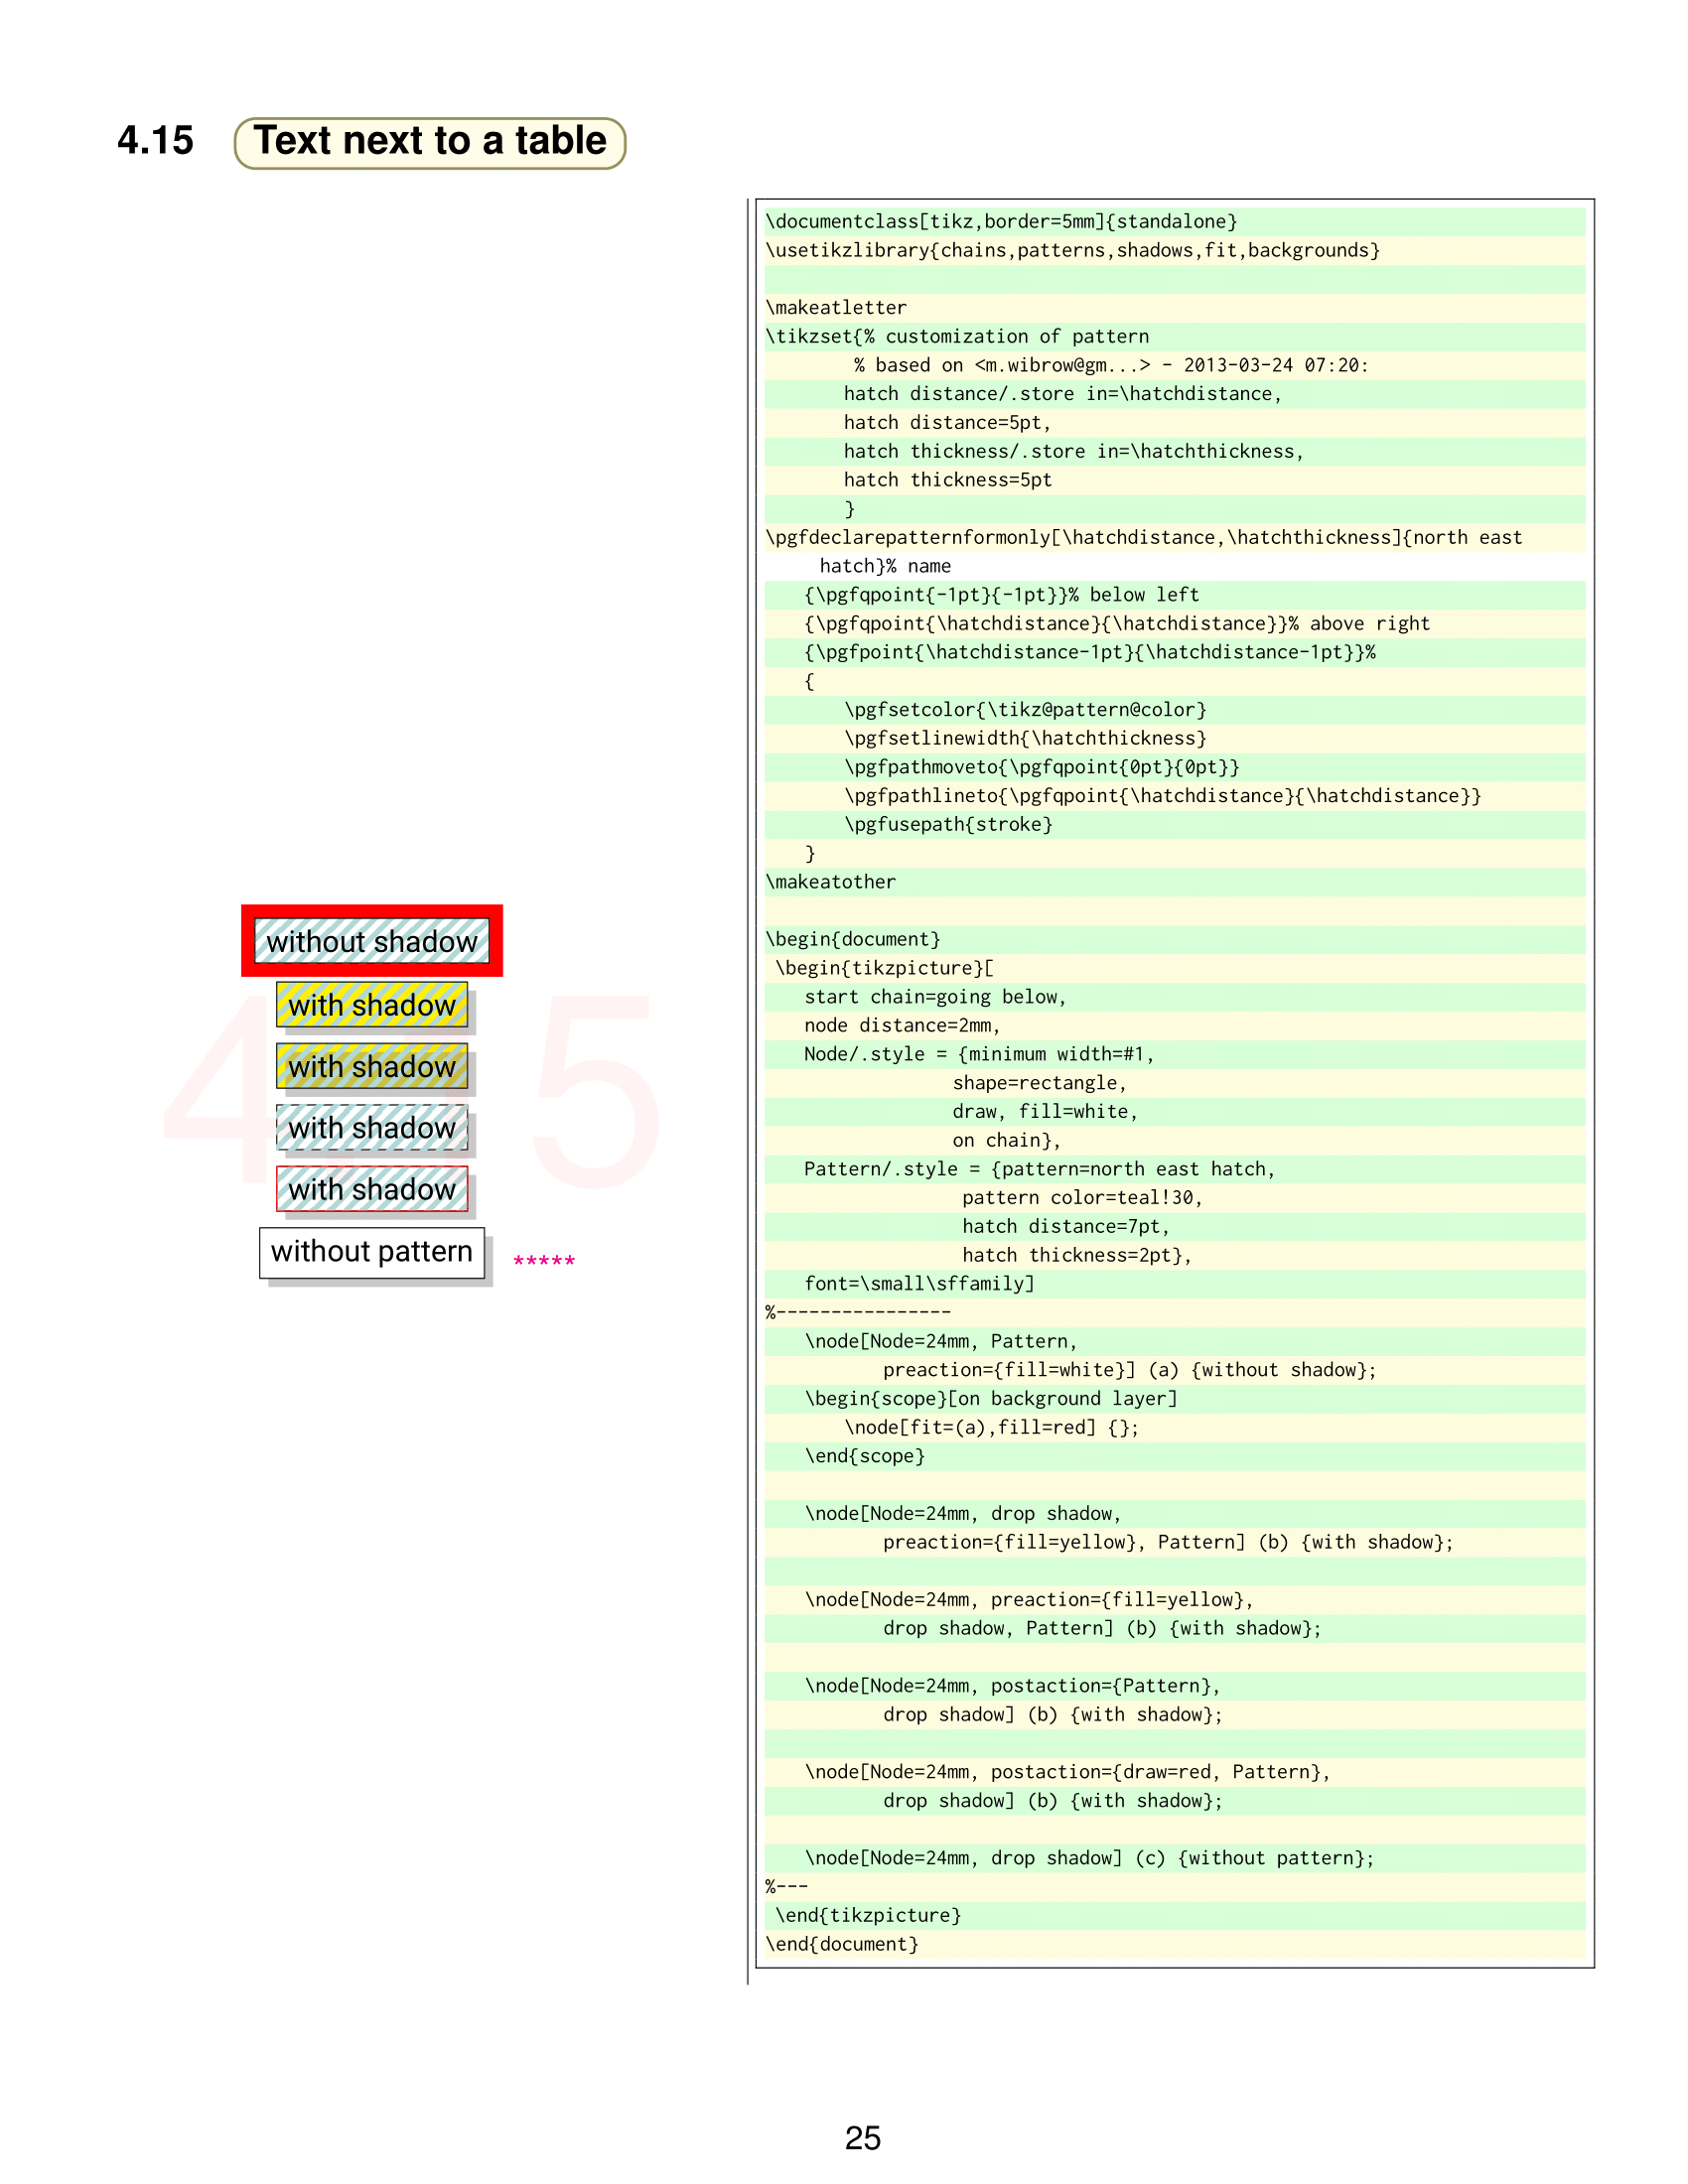 4.15 Text next to a table
without shadow
with shadow
with shadow
with shadow
with shadow
without pattern *****
4.15
\documentclass[tikz,border=5mm]{standalone}
\usetikzlibrary{chains,patterns,shadows,fit,backgrounds}

\makeatletter
\tikzset{% customization of pattern
        % based on <m.wibrow@gm...> - 2013-03-24 07:20:
       hatch distance/.store in=\hatchdistance,
       hatch distance=5pt,
       hatch thickness/.store in=\hatchthickness,
       hatch thickness=5pt
       }
\pgfdeclarepatternformonly[\hatchdistance,\hatchthickness]{north east
     hatch}% name
   {\pgfqpoint{-1pt}{-1pt}}% below left
   {\pgfqpoint{\hatchdistance}{\hatchdistance}}% above right
   {\pgfpoint{\hatchdistance-1pt}{\hatchdistance-1pt}}%
   {
       \pgfsetcolor{\tikz@pattern@color}
       \pgfsetlinewidth{\hatchthickness}
       \pgfpathmoveto{\pgfqpoint{0pt}{0pt}}
       \pgfpathlineto{\pgfqpoint{\hatchdistance}{\hatchdistance}}
       \pgfusepath{stroke}
   }
\makeatother

\begin{document}
 \begin{tikzpicture}[
   start chain=going below,
   node distance=2mm,
   Node/.style = {minimum width=#1,
                 shape=rectangle,
                 draw, fill=white,
                 on chain},
   Pattern/.style = {pattern=north east hatch,
                  pattern color=teal!30,
                  hatch distance=7pt,
                  hatch thickness=2pt},
   font=\small\sffamily]
%----------------
   \node[Node=24mm, Pattern,
          preaction={fill=white}] (a) {without shadow};
   \begin{scope}[on background layer]
       \node[fit=(a),fill=red] {};
   \end{scope}

   \node[Node=24mm, drop shadow,
          preaction={fill=yellow}, Pattern] (b) {with shadow};

   \node[Node=24mm, preaction={fill=yellow},
          drop shadow, Pattern] (b) {with shadow};

   \node[Node=24mm, postaction={Pattern},
          drop shadow] (b) {with shadow};

   \node[Node=24mm, postaction={draw=red, Pattern},
          drop shadow] (b) {with shadow};

   \node[Node=24mm, drop shadow] (c) {without pattern};
%---
 \end{tikzpicture}
\end{document}
25